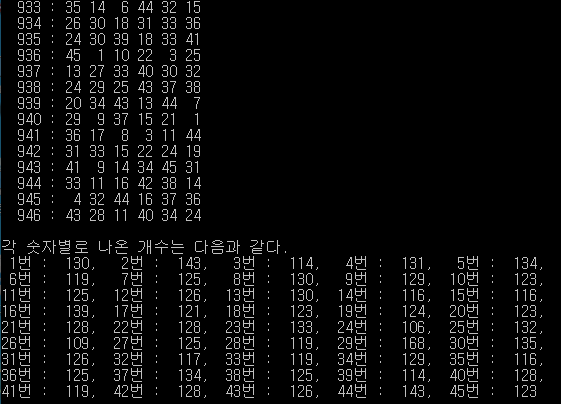 933 : 35 14 6 44 32 15
934 : 26 30 18 31 33 36
935 : 24 30 39 18 33 41
936 : 45 1 10 22 3 25
937 : 13 27 33 40 30 32
938 : 24 29 25 43 37 38
939 : 20 34 43 13 44 7
940 : 29 9 37 15 21 1
941 : 36 17 8 3 11 44
942 : 31 33 15 22 24 19
943 : 41 9 14 34 45 31
944 : 33 11 16 42 38 14
945 : 4 32 44 16 37 36
946 : 43 28 11 40 34 24
각 숫자별로 나온 개수는 다음과 같다.
1번 : 130, 2번 : 143, 3번 : 114, 4번 : 131, 5번 : 134,
6번 : 119, 7번 : 125, 8번 : 130, 9번 : 129, 10번 : 123,
11번 : 125, 12번 : 126, 13번 : 130, 14번 : 116, 15번 : 116,
16번 : 139, 17번 : 121, 18번 : 123, 19번 : 124, 20번 : 123,
21번 : 128, 22번 : 128, 23번 : 133, 24번 : 106, 25번 : 132,
26번 : 109, 27번 : 125, 28번 : 119, 29번 : 168, 30번 : 135,
31번 : 126, 32번 : 117, 33번 : 119, 34번 : 129, 35번 : 116,
36번 : 125, 37번 : 134, 38번 : 125, 39번 : 114, 40번 : 128,
41번 : 119, 42번 : 128, 43번 : 126, 44번 : 143, 45번 : 123